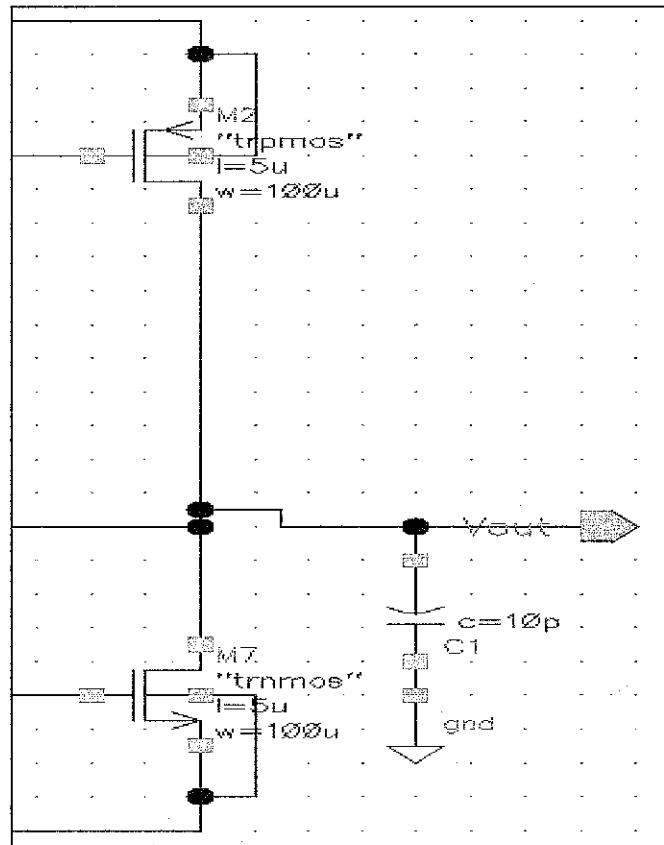 M2
"trpmos"
l=5u
w=100u
Vout
c=10p
C1
M7
"trnmos"
l=5u
w=100u
gnd